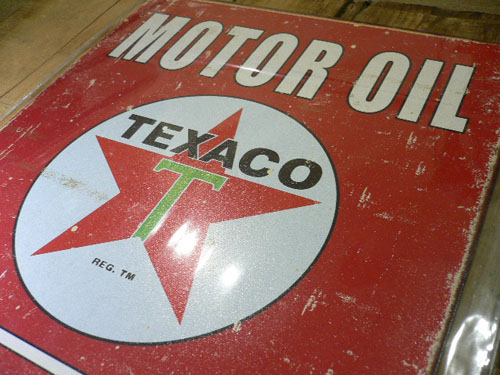 MOTOR OIL
TEXACO
T
REG. TM